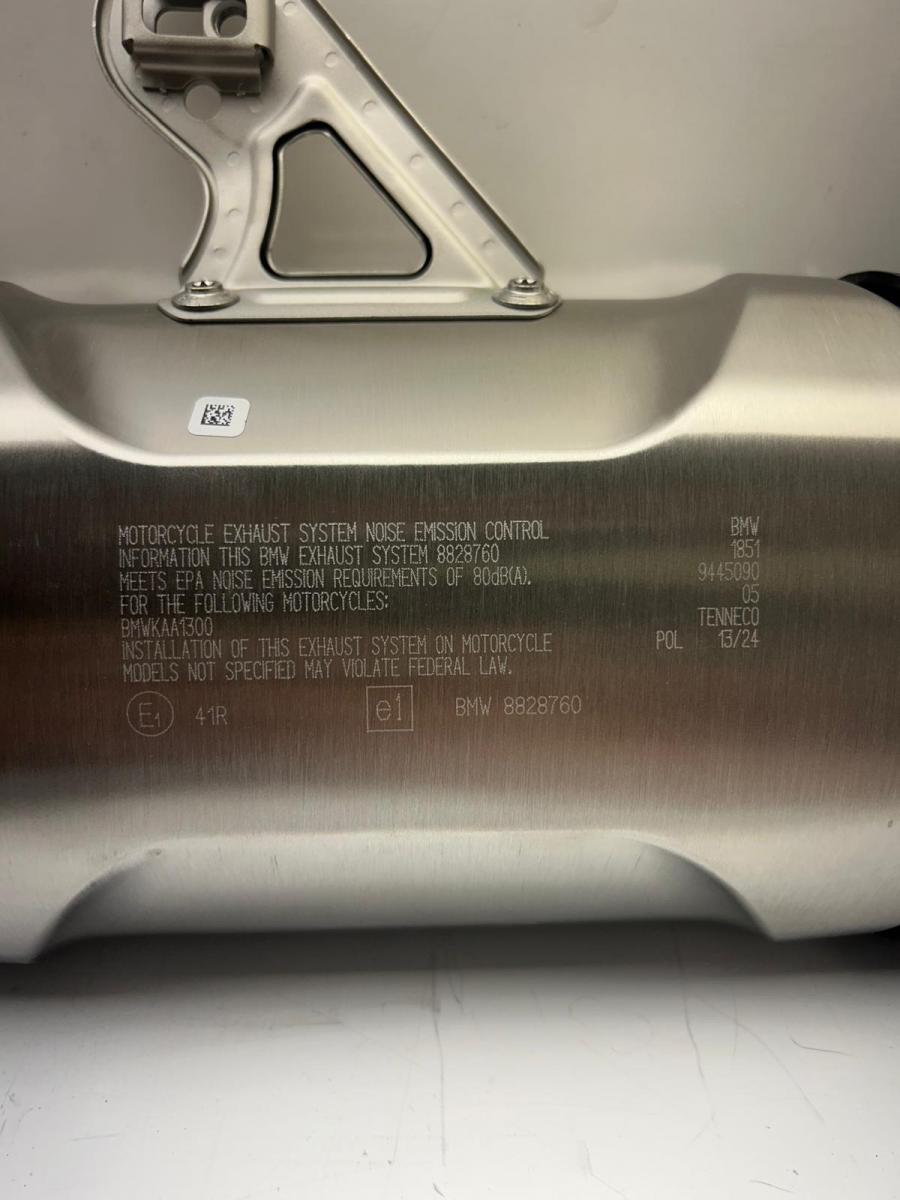 MOTORCYCLE EXHAUST SYSTEM NOISE EMISSION CONTROL
INFORMATION THIS BMW EXHAUST SYSTEM 8828760
MEETS EPA NOISE EMISSION REQUIREMENTS OF 80dB(A).
FOR THE FOLLOWING MOTORCYCLES:
BMWKAA1300
INSTALLATION OF THIS EXHAUST SYSTEM ON MOTORCYCLE
MODELS NOT SPECIFIED MAY VIOLATE FEDERAL LAW.
E1 41R e1 BMW 8828760
BMW
1851
9445090
05
TENNECO
POL 13/24